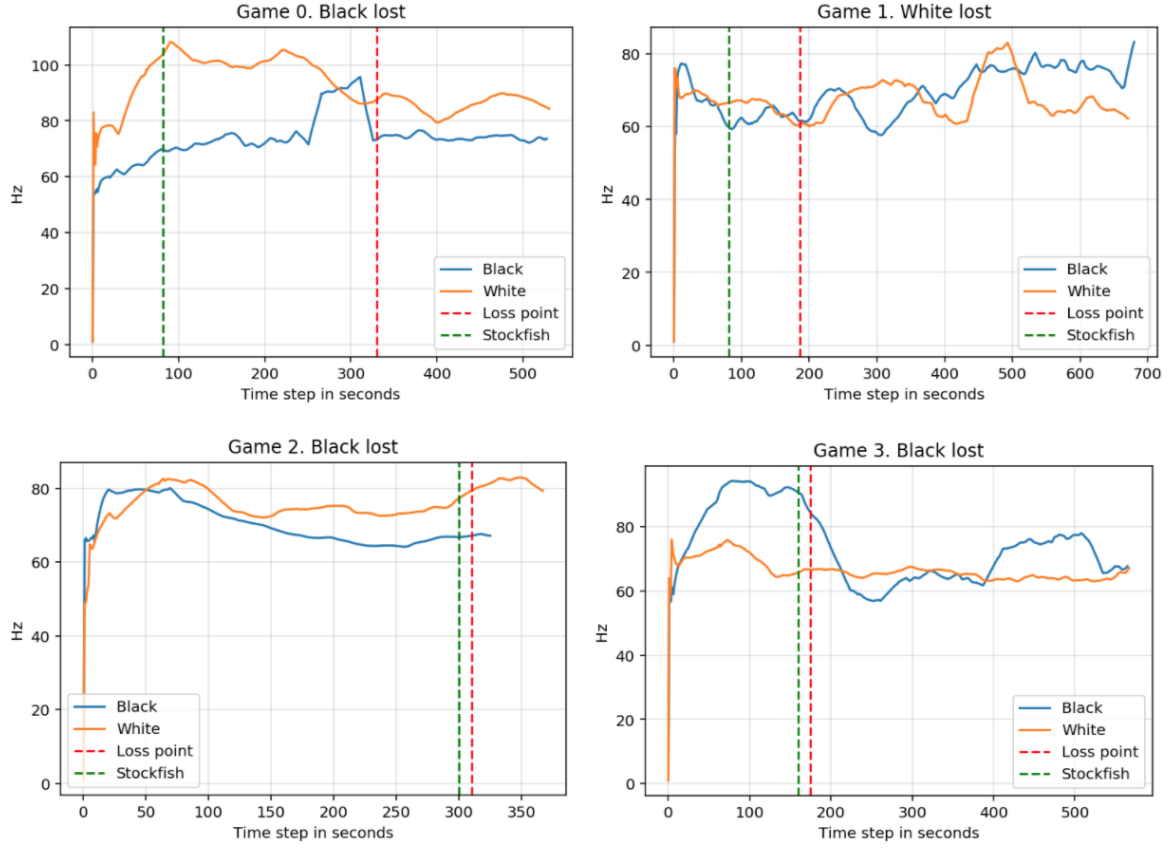 Game 0. Black lost
Hz
100
80
60
40
20
0
0 100 200 300 400 500
Time step in seconds
Black
White
Loss point
Stockfish
Game 1. White lost
Hz
80
60
40
20
0
0 100 200 300 400 500 600 700
Time step in seconds
Black
White
Loss point
Stockfish
Game 2. Black lost
Hz
80
60
40
20
0
0 50 100 150 200 250 300 350
Time step in seconds
Black
White
Loss point
Stockfish
Game 3. Black lost
Hz
80
60
40
20
0
0 100 200 300 400 500
Time step in seconds
Black
White
Loss point
Stockfish